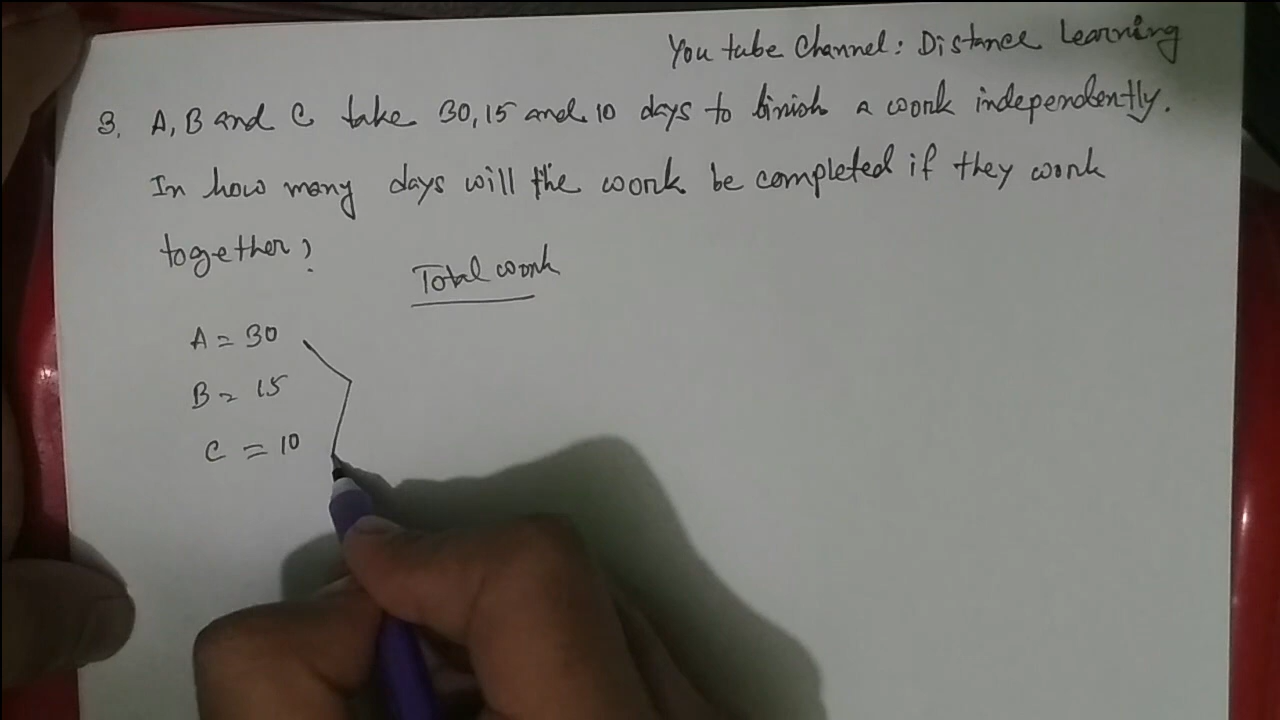 You tube Channel: Distance Learning
3. A, B and C take 30, 15 and 10 days to finish a work independently.
In how many days will the work be completed if they work
together?
Total work
A = 30
B = 15
C = 10